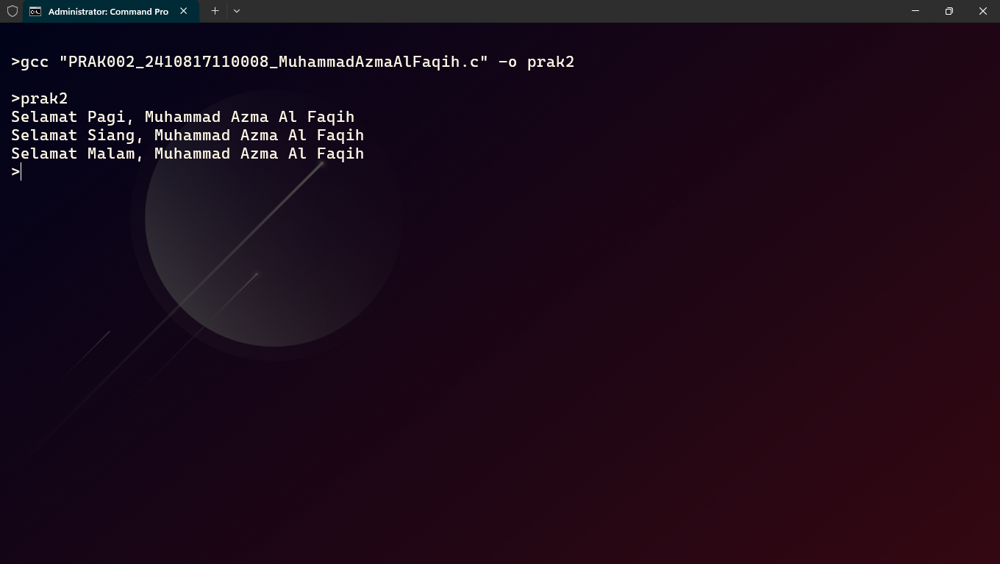 Administrator: Command Pro
>gcc "PRAK002_2410817110008_MuhammadAzmaAlFaqih.c" -o prak2
>prak2
Selamat Pagi, Muhammad Azma Al Faqih
Selamat Siang, Muhammad Azma Al Faqih
Selamat Malam, Muhammad Azma Al Faqih
>